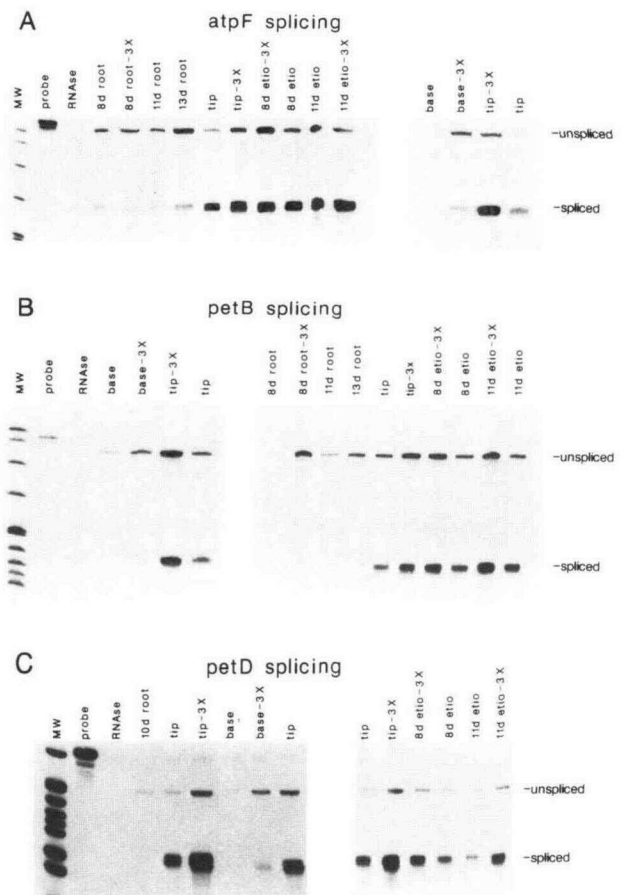 A
atpF splicing
MW
probe
RNAse
8d root
8d root-3X
11d root
13d root
tip
tip-3X
8d etio-3X
8d etio
11d etio
11d etio-3X
base
base-3X
tip-3X
tip
-unspliced
-spliced
B
petB splicing
MW
probe
RNAse
base
base-3X
tip-3X
tip
8d root
8d root-3X
11d root
13d root
tip
tip-3x
8d etio-3X
8d etio
11d etio-3X
11d etio
-unspliced
-spliced
C
petD splicing
MW
probe
RNAse
10d root
tip
tip-3X
base
base-3X
tip
tip
tip-3X
8d etio-3X
8d etio
11d etio
11d etio-3X
-unspliced
-spliced